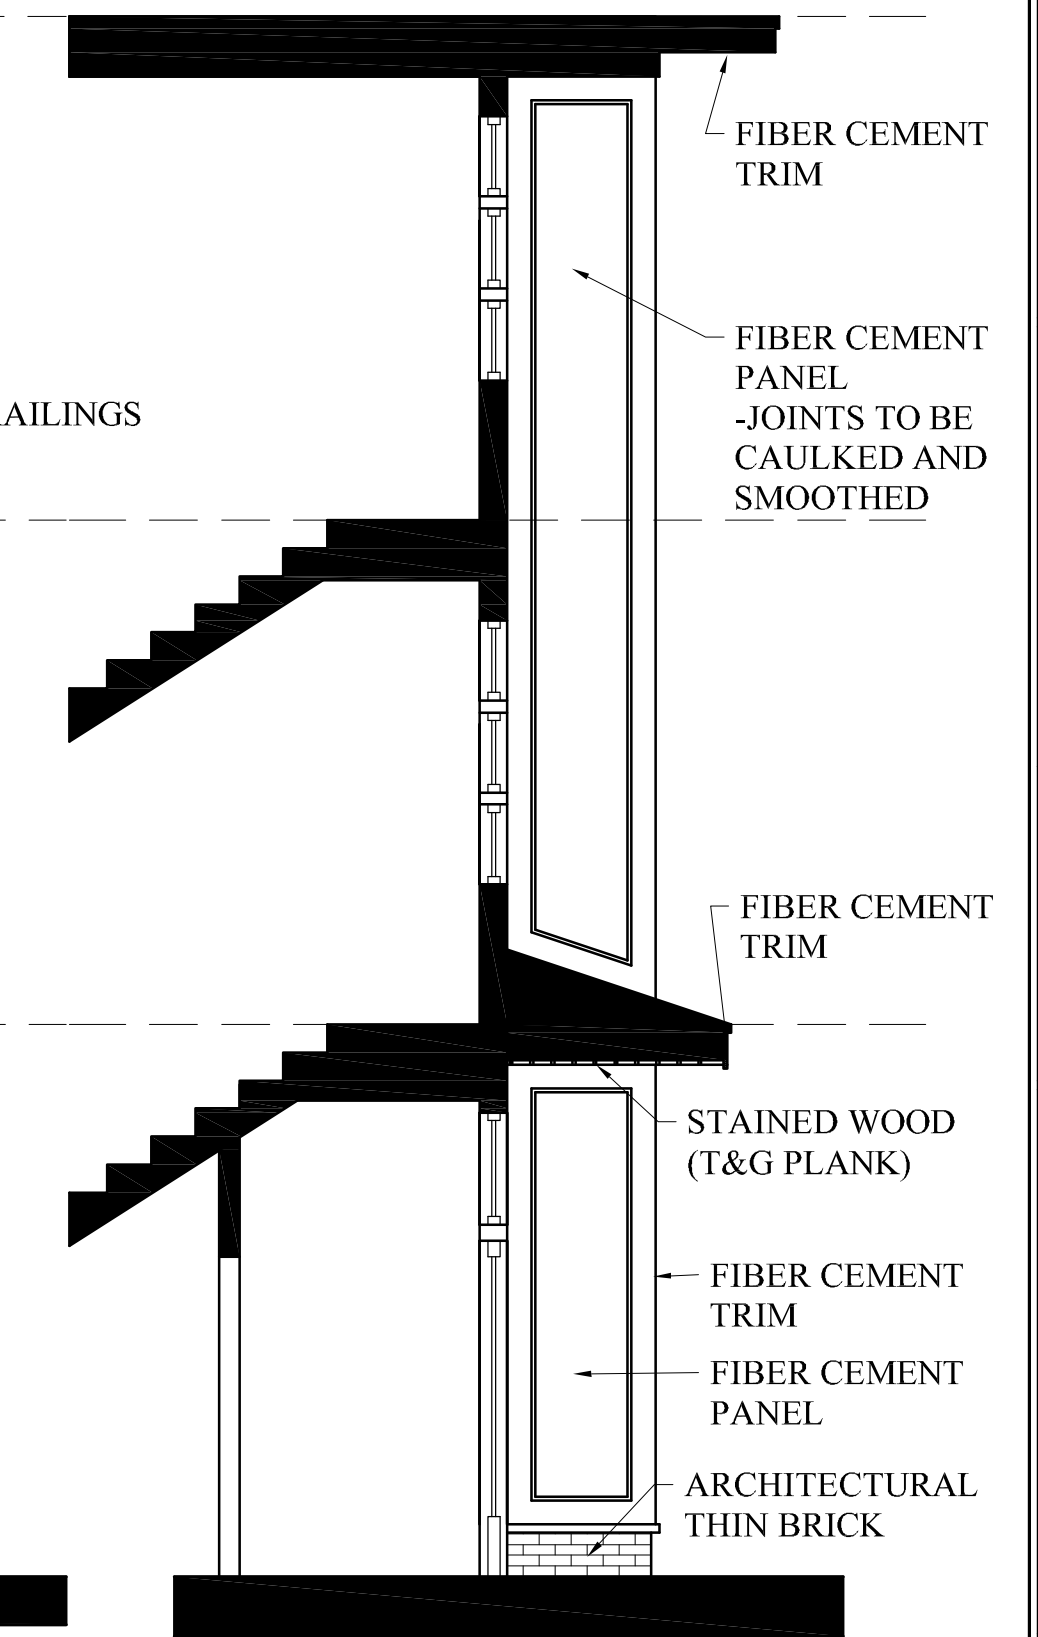 FIBER CEMENT
TRIM
FIBER CEMENT
PANEL
-JOINTS TO BE
CAULKED AND
SMOOTHED
AILINGS
FIBER CEMENT
TRIM
STAINED WOOD
(T&G PLANK)
FIBER CEMENT
TRIM
FIBER CEMENT
PANEL
ARCHITECTURAL
THIN BRICK